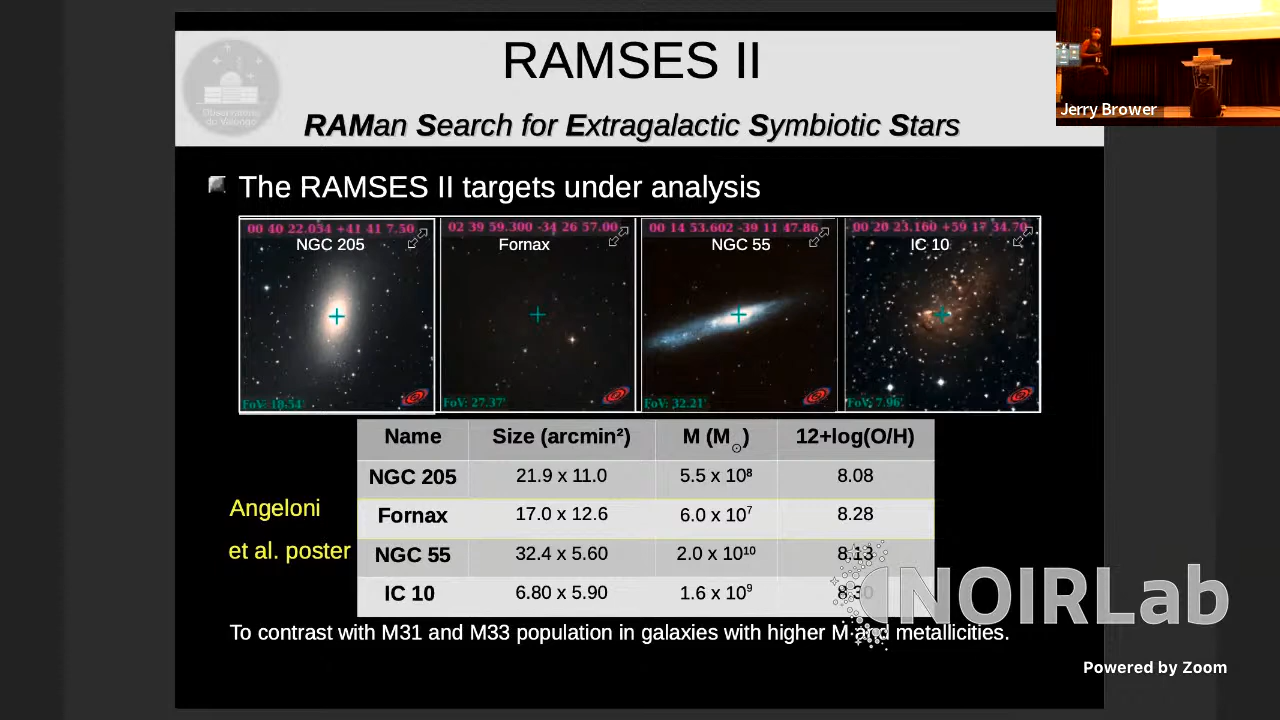 RAMSES II
RAMan Search for Extragalactic Symbiotic Stars
Observatório
do Valongo
Jerry Brower
The RAMSES II targets under analysis
00 40 22.054 +41 41 7.50
NGC 205
FoV: 18.54'
02 39 59.300 -34 26 57.00
Fornax
FoV: 27.37'
00 14 53.602 -39 11 47.86
NGC 55
FoV: 32.21'
00 20 23.160 +59 17 34.70
IC 10
FoV: 7.96'
Name Size (arcmin²) M (M☉) 12+log(O/H)
NGC 205 21.9 x 11.0 5.5 x 10⁸ 8.08
Fornax 17.0 x 12.6 6.0 x 10⁷ 8.28
NGC 55 32.4 x 5.60 2.0 x 10¹⁰ 8.13
IC 10 6.80 x 5.90 1.6 x 10⁹ 8.30
Angeloni
et al. poster
To contrast with M31 and M33 population in galaxies with higher M and metallicities.
NOIRLab
Powered by Zoom